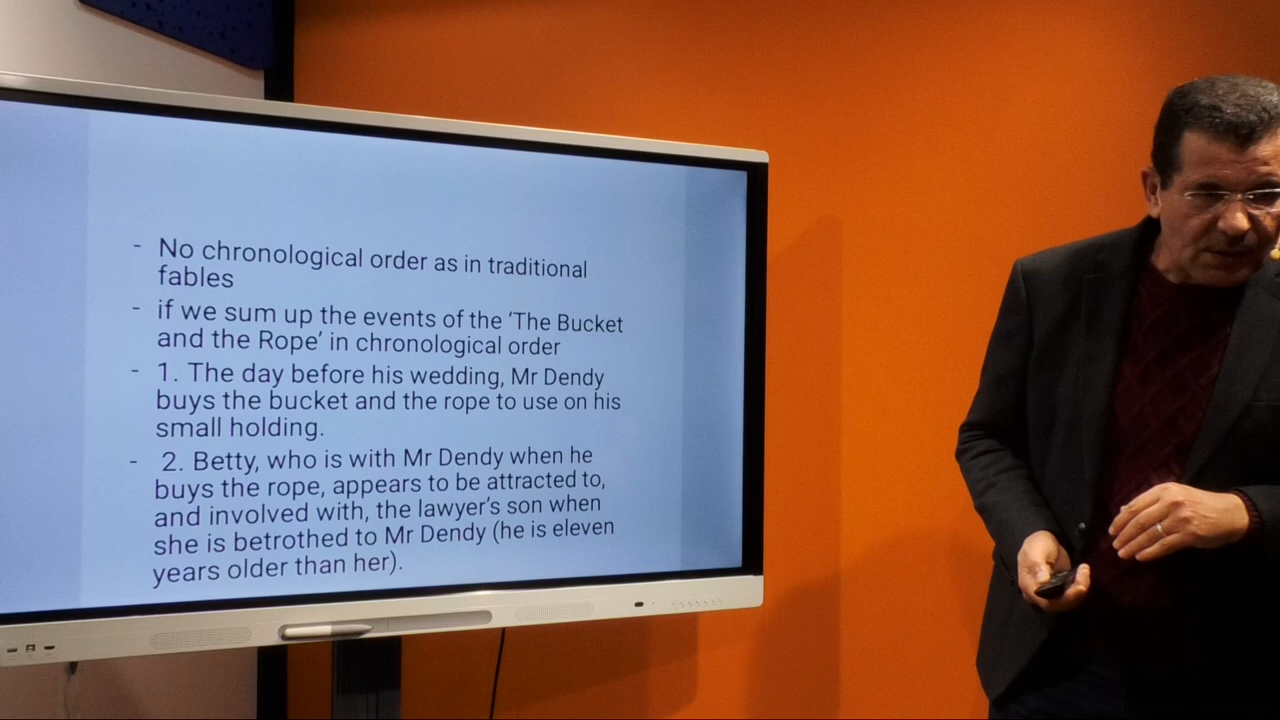 - No chronological order as in traditional
fables
- if we sum up the events of the ‘The Bucket
and the Rope’ in chronological order
- 1. The day before his wedding, Mr Dendy
buys the bucket and the rope to use on his
small holding.
- 2. Betty, who is with Mr Dendy when he
buys the rope, appears to be attracted to,
and involved with, the lawyer’s son when
she is betrothed to Mr Dendy (he is eleven
years older than her).